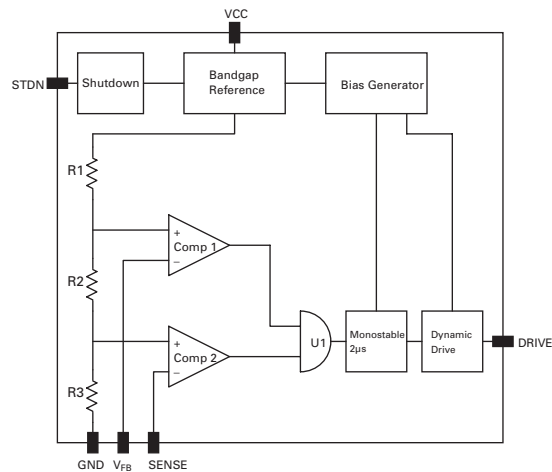 VCC
STDN
Shutdown
Bandgap
Reference
Bias Generator
R1
+
Comp 1
−
R2
U1
Monostable
2µs
Dynamic
Drive
DRIVE
+
Comp 2
−
R3
GND
VFB
SENSE